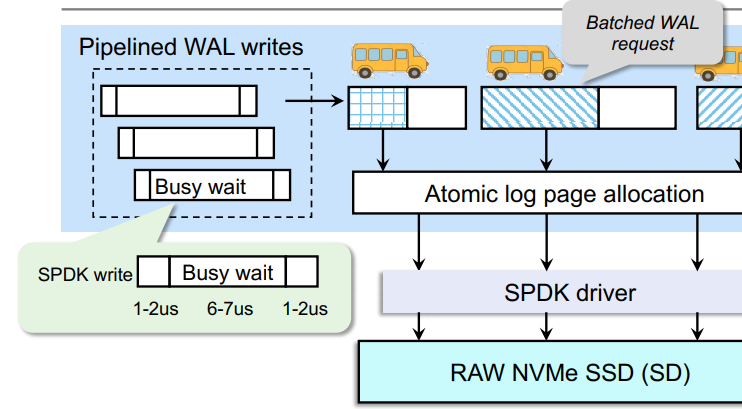 Batched WAL
request
Pipelined WAL writes
Busy wait
Atomic log page allocation
SPDK write
Busy wait
1-2us 6-7us 1-2us
SPDK driver
RAW NVMe SSD (SD)